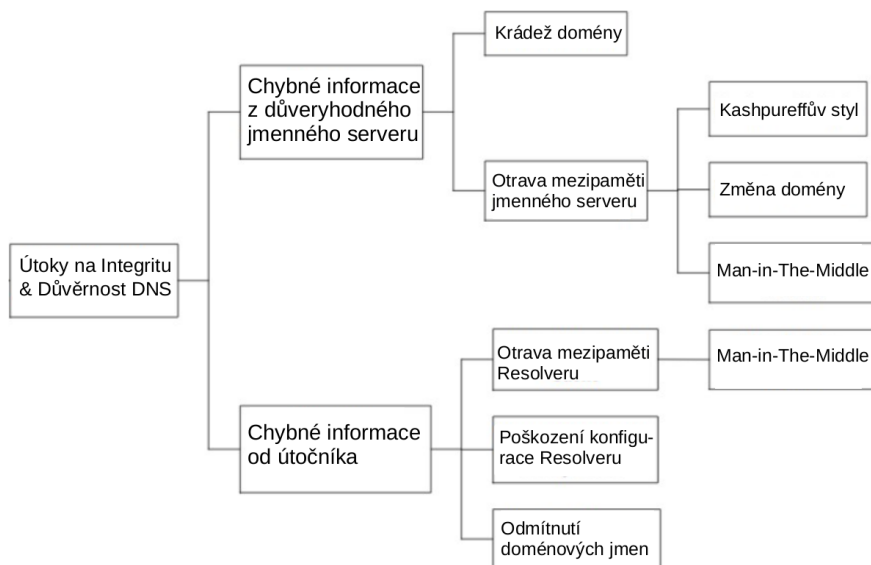 Krádež domény
Chybné informace
z důveryhodného
jmenného serveru
Kashpureffův styl
Otrava mezipaměti
jmenného serveru
Změna domény
Man-in-The-Middle
Útoky na Integritu
& Důvěrnost DNS
Otrava mezipaměti
Resolveru
Man-in-The-Middle
Chybné informace
od útočníka
Poškození konfigu-
race Resolveru
Odmítnutí
doménových jmen